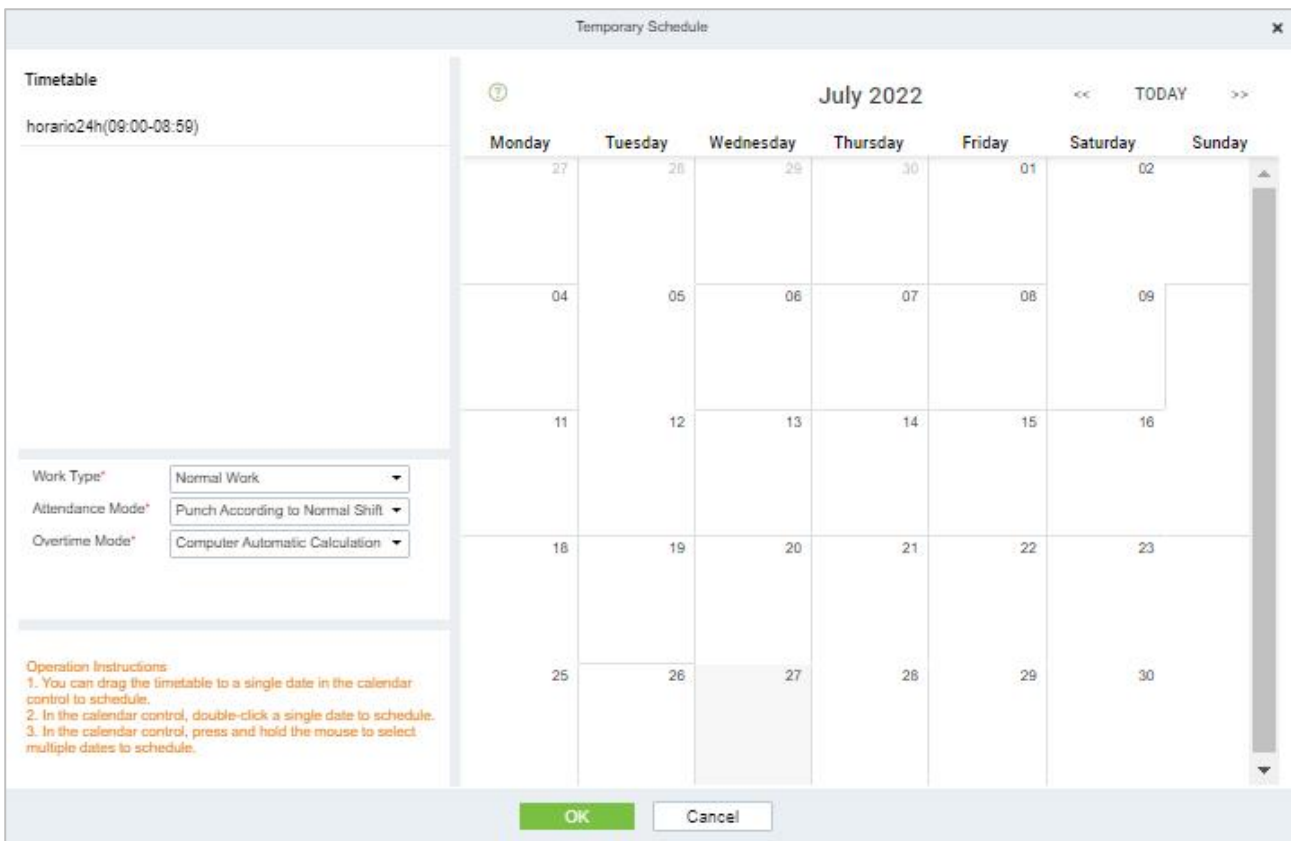 Temporary Schedule
Timetable
horario24h(09:00-08:59)
Work Type* Normal Work
Attendance Mode* Punch According to Normal Shift
Overtime Mode* Computer Automatic Calculation
Operation Instructions
1. You can drag the timetable to a single date in the calendar
control to schedule.
2. In the calendar control, double-click a single date to schedule.
3. In the calendar control, press and hold the mouse to select
multiple dates to schedule.
July 2022 << TODAY >>
Monday Tuesday Wednesday Thursday Friday Saturday Sunday
27 28 29 30 01 02
04 05 06 07 08 09
11 12 13 14 15 16
18 19 20 21 22 23
25 26 27 28 29 30
OK Cancel